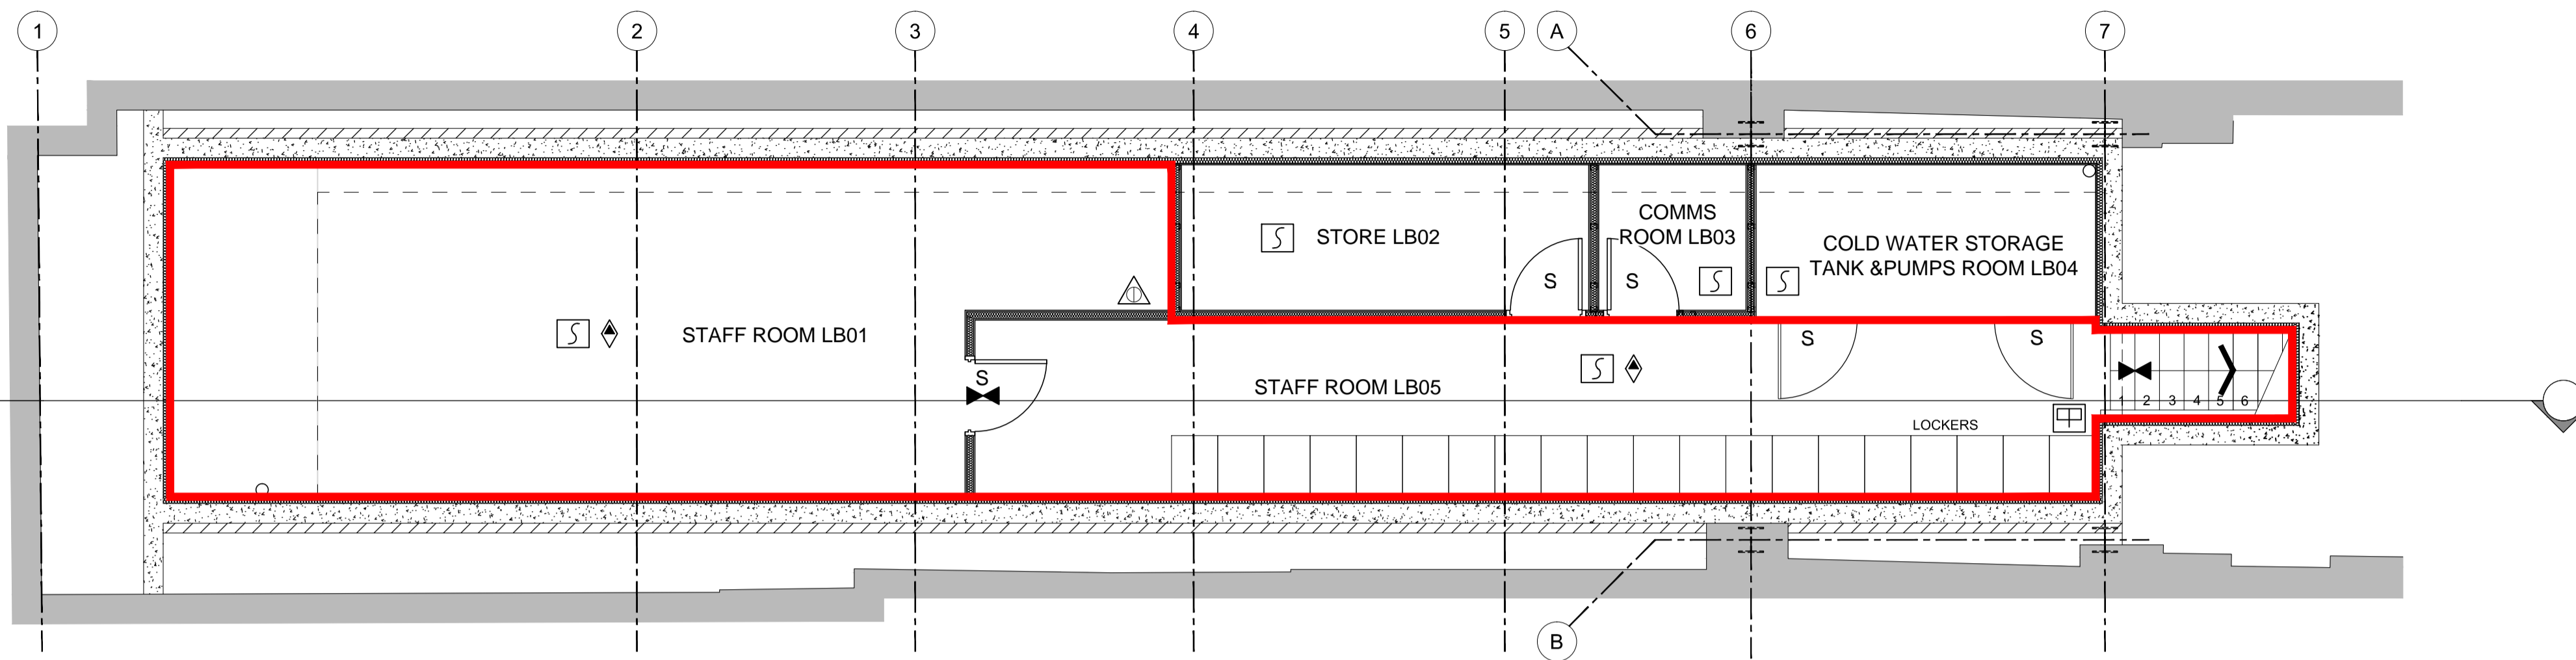 1
2
3
4
5
A
6
7
COMMS
ROOM LB03
STORE LB02
COLD WATER STORAGE
TANK &PUMPS ROOM LB04
S
S
STAFF ROOM LB01
S
S
S
STAFF ROOM LB05
1 2 3 4 5 6
LOCKERS
B